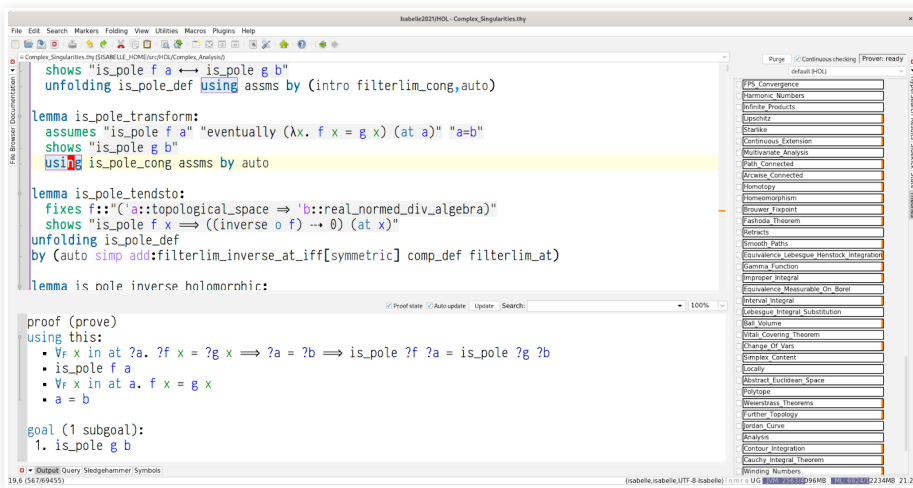 Isabelle2021/HOL - Complex_Singularities.thy
File Edit Search Markers Folding View Utilities Macros Plugins Help
Complex_Singularities.thy ($ISABELLE_HOME/src/HOL/Complex_Analysis/)
shows "is_pole f a ⟷ is_pole g b"
unfolding is_pole_def using assms by (intro filterlim_cong,auto)
lemma is_pole_transform:
assumes "is_pole f a" "eventually (λx. f x = g x) (at a)" "a=b"
shows "is_pole g b"
using is_pole_cong assms by auto
lemma is_pole_tendsto:
fixes f::"('a::topological_space ⇒ 'b::real_normed_div_algebra)"
shows "is_pole f x ⟹ ((inverse o f) ⤏ 0) (at x)"
unfolding is_pole_def
by (auto simp add:filterlim_inverse_at_iff[symmetric] comp_def filterlim_at)
lemma is_pole_inverse_holomorphic:
File Browser Documentation
Proof state Auto update Update Search: 100%
proof (prove)
using this:
▪ ∀F x in at ?a. ?f x = ?g x ⟹ ?a = ?b ⟹ is_pole ?f ?a = is_pole ?g ?b
▪ is_pole f a
▪ ∀F x in at a. f x = g x
▪ a = b
goal (1 subgoal):
1. is_pole g b
Output Query Sledgehammer Symbols
19,6 (567/69455)
Purge Continuous checking Prover: ready
default (HOL)
FPS_Convergence
Harmonic_Numbers
Infinite_Products
Lipschitz
Starlike
Continuous_Extension
Multivariate_Analysis
Path_Connected
Arcwise_Connected
Homotopy
Homeomorphism
Brouwer_Fixpoint
Fashoda_Theorem
Retracts
Smooth_Paths
Equivalence_Lebesgue_Henstock_Integration
Gamma_Function
Improper_Integral
Equivalence_Measurable_On_Borel
Interval_Integral
Lebesgue_Integral_Substitution
Ball_Volume
Vitali_Covering_Theorem
Change_Of_Vars
Simplex_Content
Locally
Abstract_Euclidean_Space
Polytope
Weierstrass_Theorems
Further_Topology
Jordan_Curve
Analysis
Contour_Integration
Cauchy_Integral_Theorem
Winding_Numbers
(isabelle,isabelle,UTF-8-Isabelle)